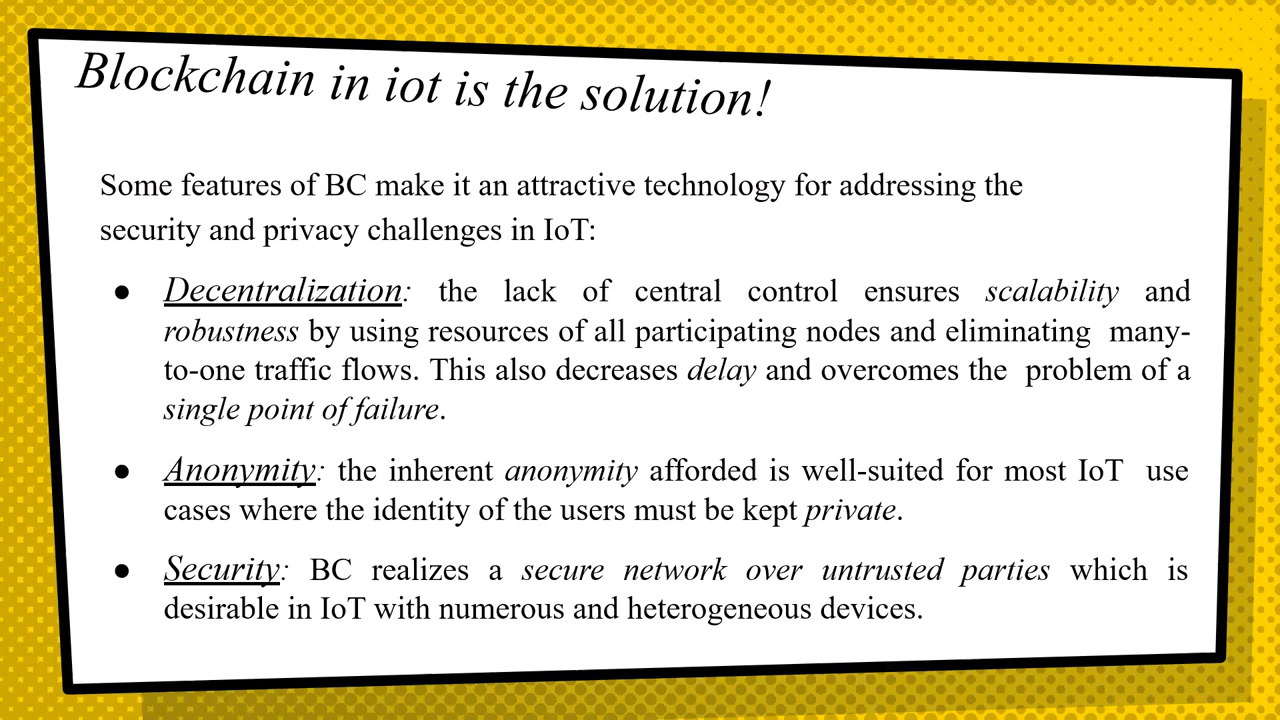 Blockchain in iot is the solution!
Some features of BC make it an attractive technology for addressing the
security and privacy challenges in IoT:
● Decentralization: the lack of central control ensures scalability and
robustness by using resources of all participating nodes and eliminating many-
to-one traffic flows. This also decreases delay and overcomes the problem of a
single point of failure.
● Anonymity: the inherent anonymity afforded is well-suited for most IoT use
cases where the identity of the users must be kept private.
● Security: BC realizes a secure network over untrusted parties which is
desirable in IoT with numerous and heterogeneous devices.